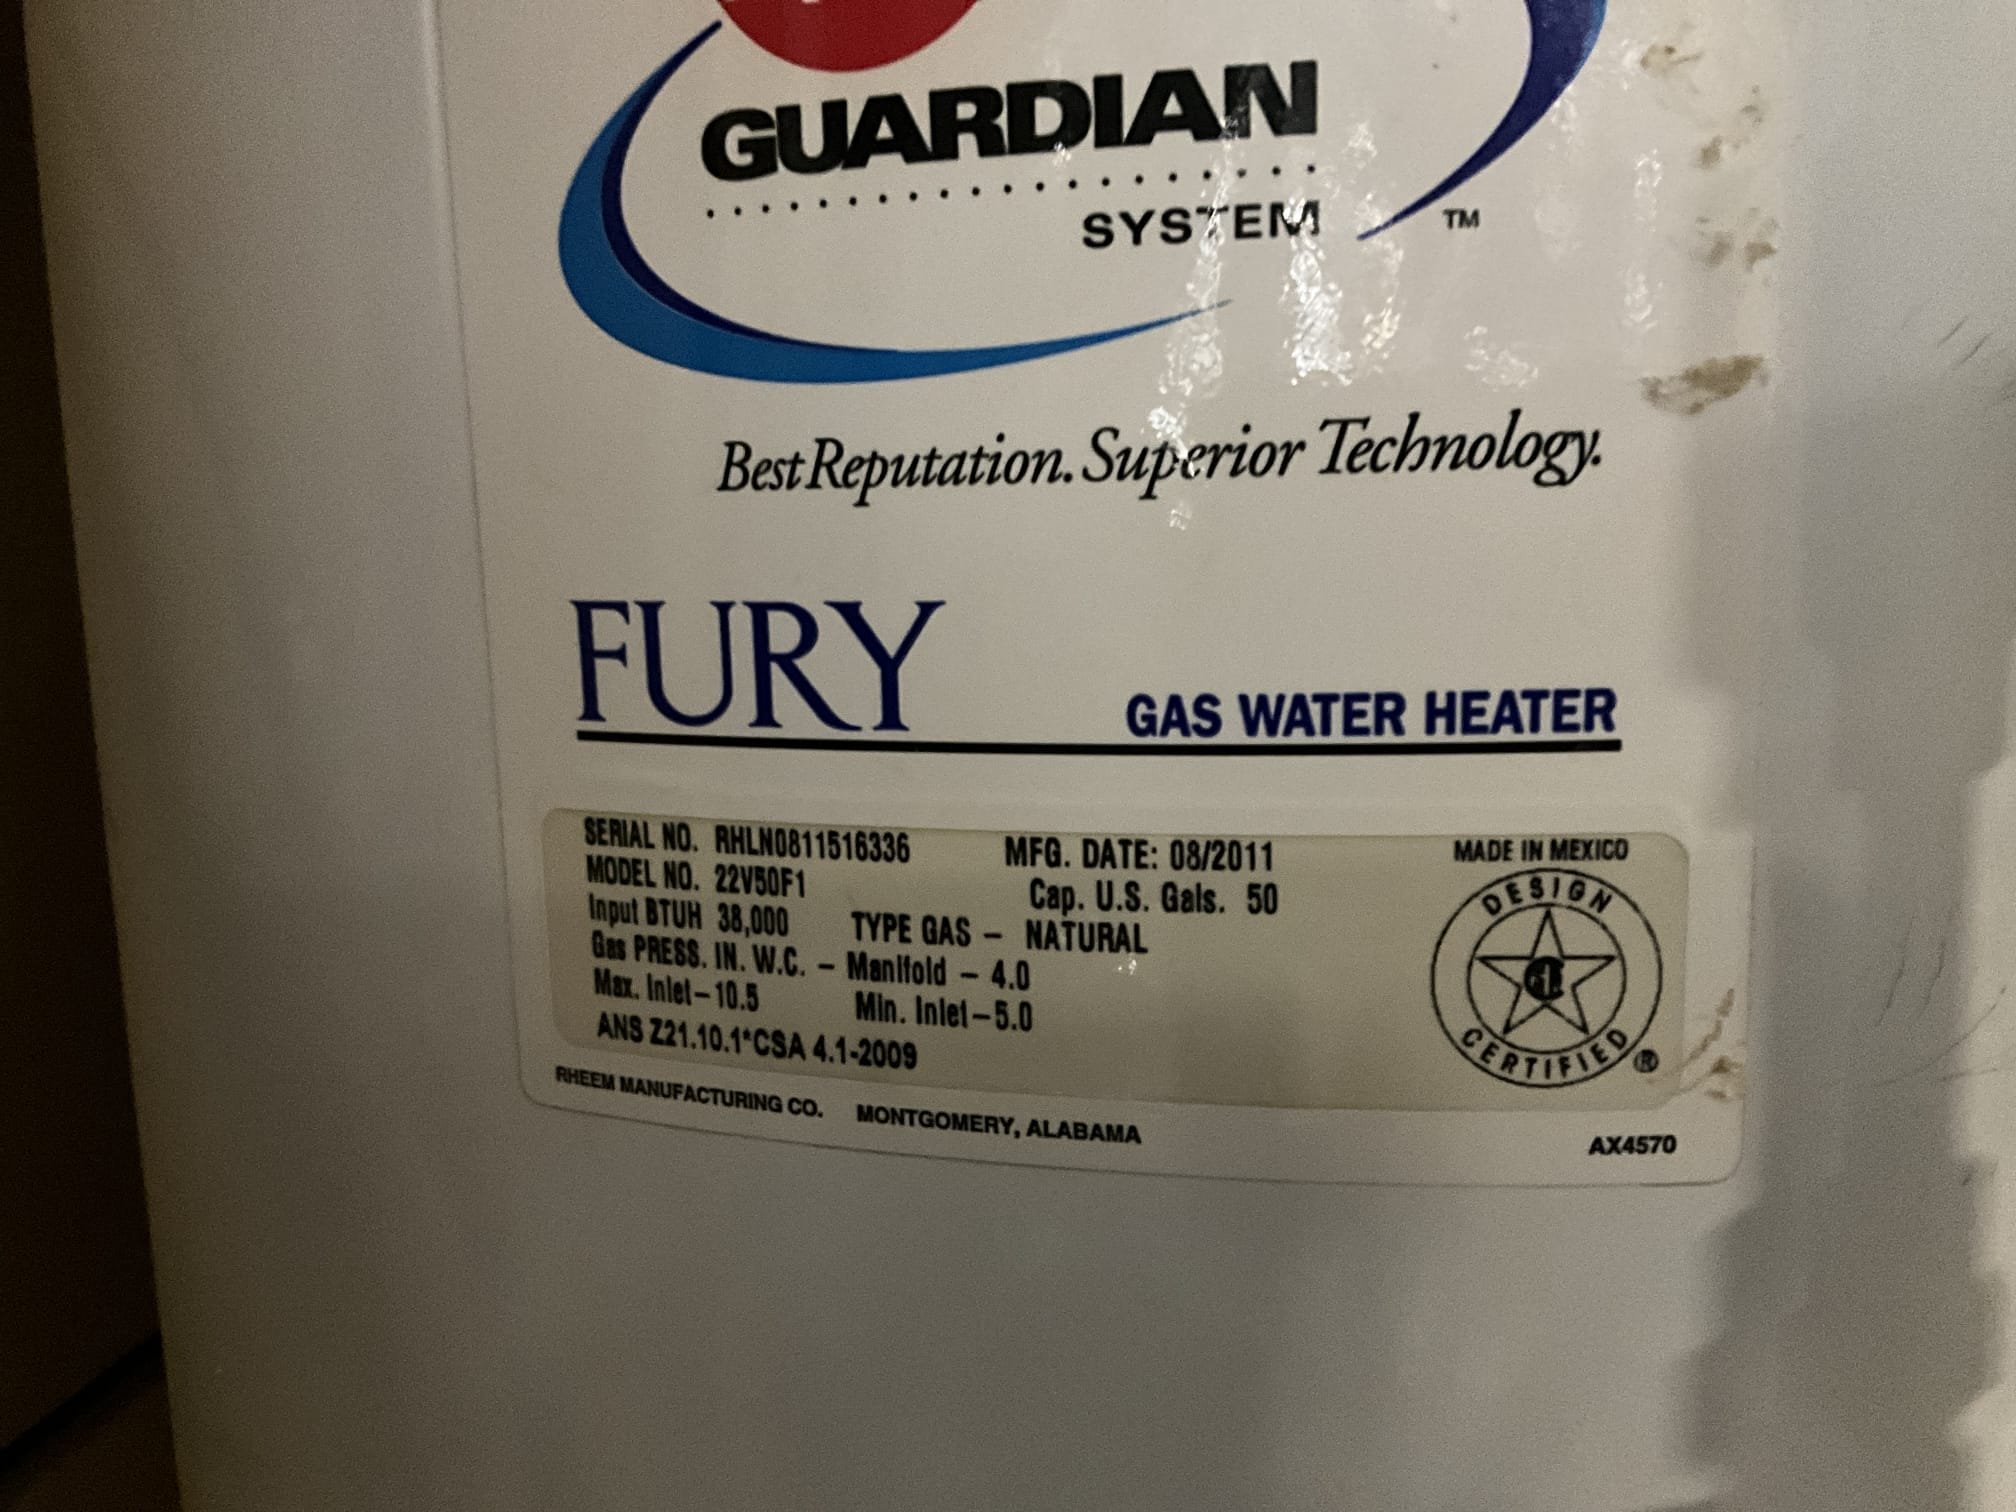 GUARDIAN
SYSTEM
TM
Best Reputation. Superior Technology.
FURY
GAS WATER HEATER
SERIAL NO. RHLN0811516336 MFG. DATE: 08/2011
MODEL NO. 22V50F1 Cap. U.S. Gals. 50
Input BTUH 38,000 TYPE GAS – NATURAL
Gas PRESS. IN. W.C. – Manifold – 4.0
Max. Inlet–10.5 Min. Inlet–5.0
ANS Z21.10.1*CSA 4.1-2009
MADE IN MEXICO
DESIGN
CERTIFIED
®
RHEEM MANUFACTURING CO. MONTGOMERY, ALABAMA
AX4570